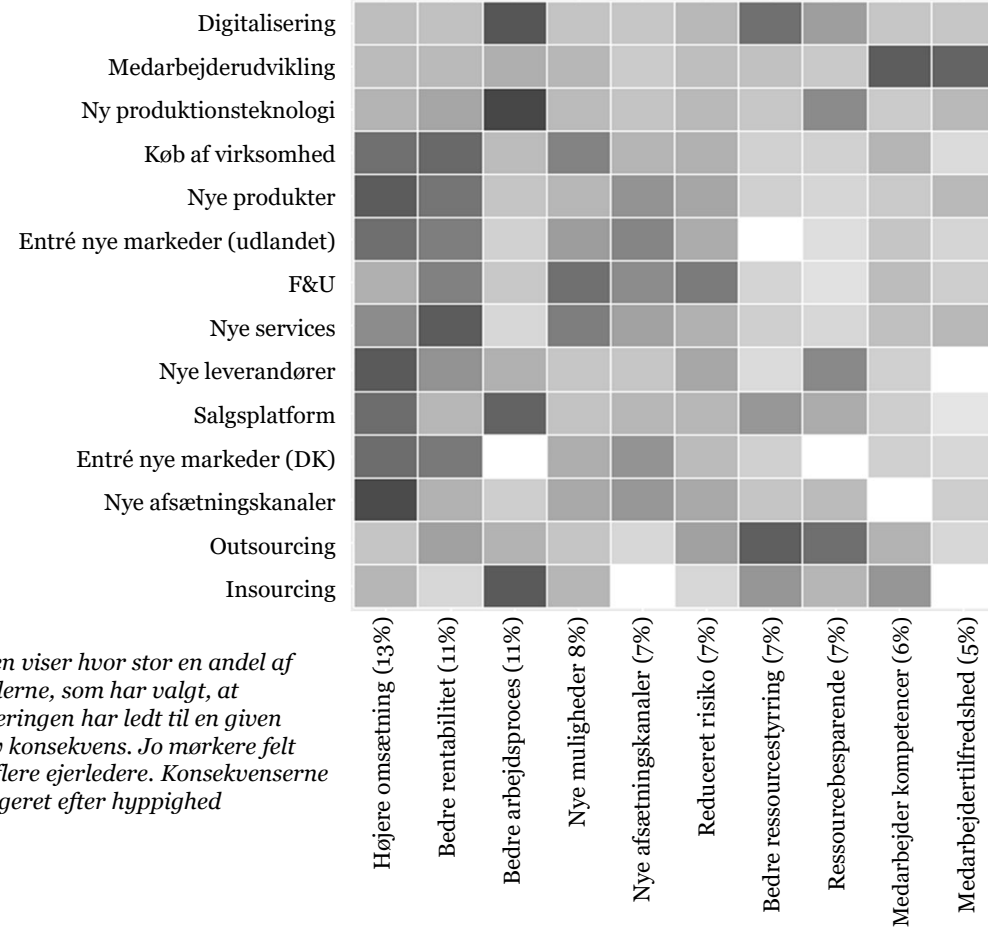 Digitalisering
Medarbejderudvikling
Ny produktionsteknologi
Køb af virksomhed
Nye produkter
Entré nye markeder (udlandet)
F&U
Nye services
Nye leverandører
Salgsplatform
Entré nye markeder (DK)
Nye afsætningskanaler
Outsourcing
Insourcing
en viser hvor stor en andel af
lerne, som har valgt, at
eringen har ledt til en given
konsekvens. Jo mørkere felt
flere ejerledere. Konsekvenserne
geret efter hyppighed
Højere omsætning (13%)
Bedre rentabilitet (11%)
Bedre arbejdsproces (11%)
Nye muligheder 8%)
Nye afsætningskanaler (7%)
Reduceret risiko (7%)
Bedre ressourcestyrring (7%)
Ressourcebesparende (7%)
Medarbejder kompetencer (6%)
Medarbejdertilfredshed (5%)